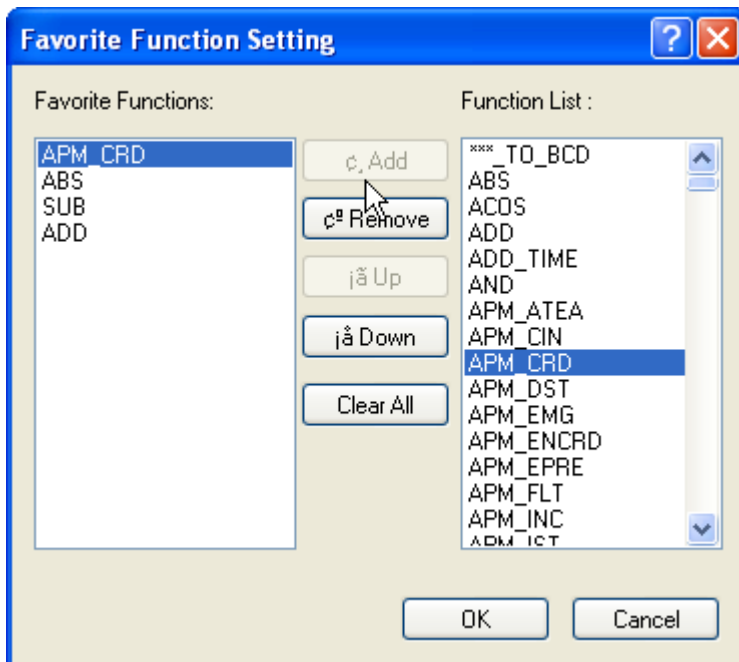 Favorite Function Setting
Favorite Functions:
APM_CRD
ABS
SUB
ADD
¢¸ Add
¢º Remove
¡ã Up
¡å Down
Clear All
Function List :
***_TO_BCD
ABS
ACOS
ADD
ADD_TIME
AND
APM_ATEA
APM_CIN
APM_CRD
APM_DST
APM_EMG
APM_ENCRD
APM_EPRE
APM_FLT
APM_INC
APM_IST
OK
Cancel